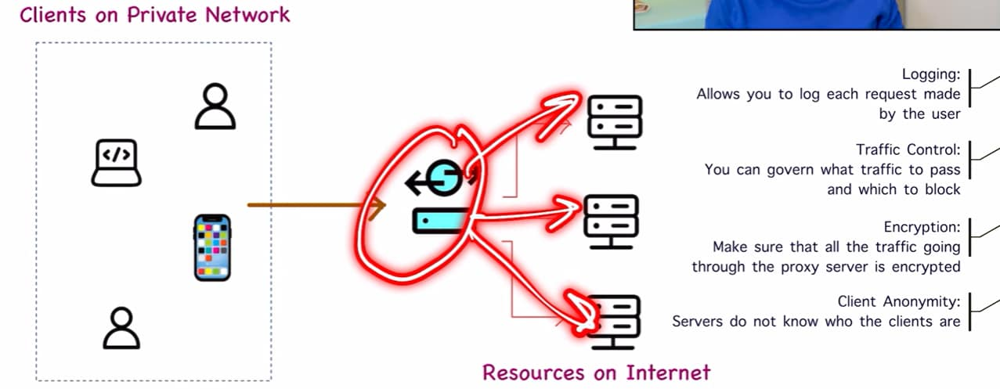 Clients on Private Network
</>
Logging:
Allows you to log each request made
by the user
Traffic Control:
You can govern what traffic to pass
and which to block
Encryption:
Make sure that all the traffic going
through the proxy server is encrypted
Client Anonymity:
Servers do not know who the clients are
Resources on Internet